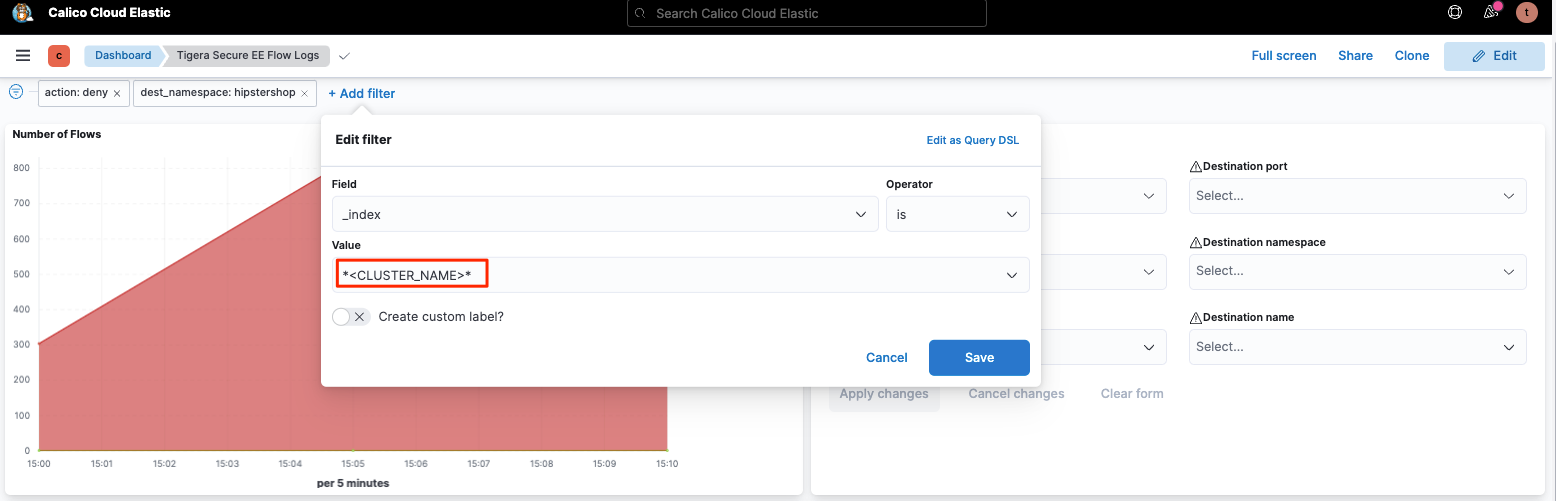 Calico Cloud Elastic
Search Calico Cloud Elastic
t
c
Dashboard
Tigera Secure EE Flow Logs
Full screen
Share
Clone
Edit
action: deny ×
dest_namespace: hipstershop ×
+ Add filter
Number of Flows
800
700
600
500
400
300
200
100
0
15:00
15:01
15:02
15:03
15:04
15:05
15:06
15:07
15:08
15:09
15:10
per 5 minutes
Edit filter
Edit as Query DSL
Field
Operator
_index
is
Value
*<CLUSTER_NAME>*
Create custom label?
Cancel
Save
Destination port
Select...
Destination namespace
Select...
Destination name
Select...
Apply changes
Cancel changes
Clear form